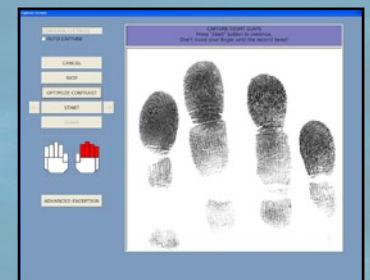 AUTO CAPTURE
CAPTURE RIGHT SLAPS
Press "Start" button to continue.
Don't move your finger until the second beep!
CANCEL
SKIP
OPTIMIZE CONTRAST
START
ADVANCED EXCEPTION